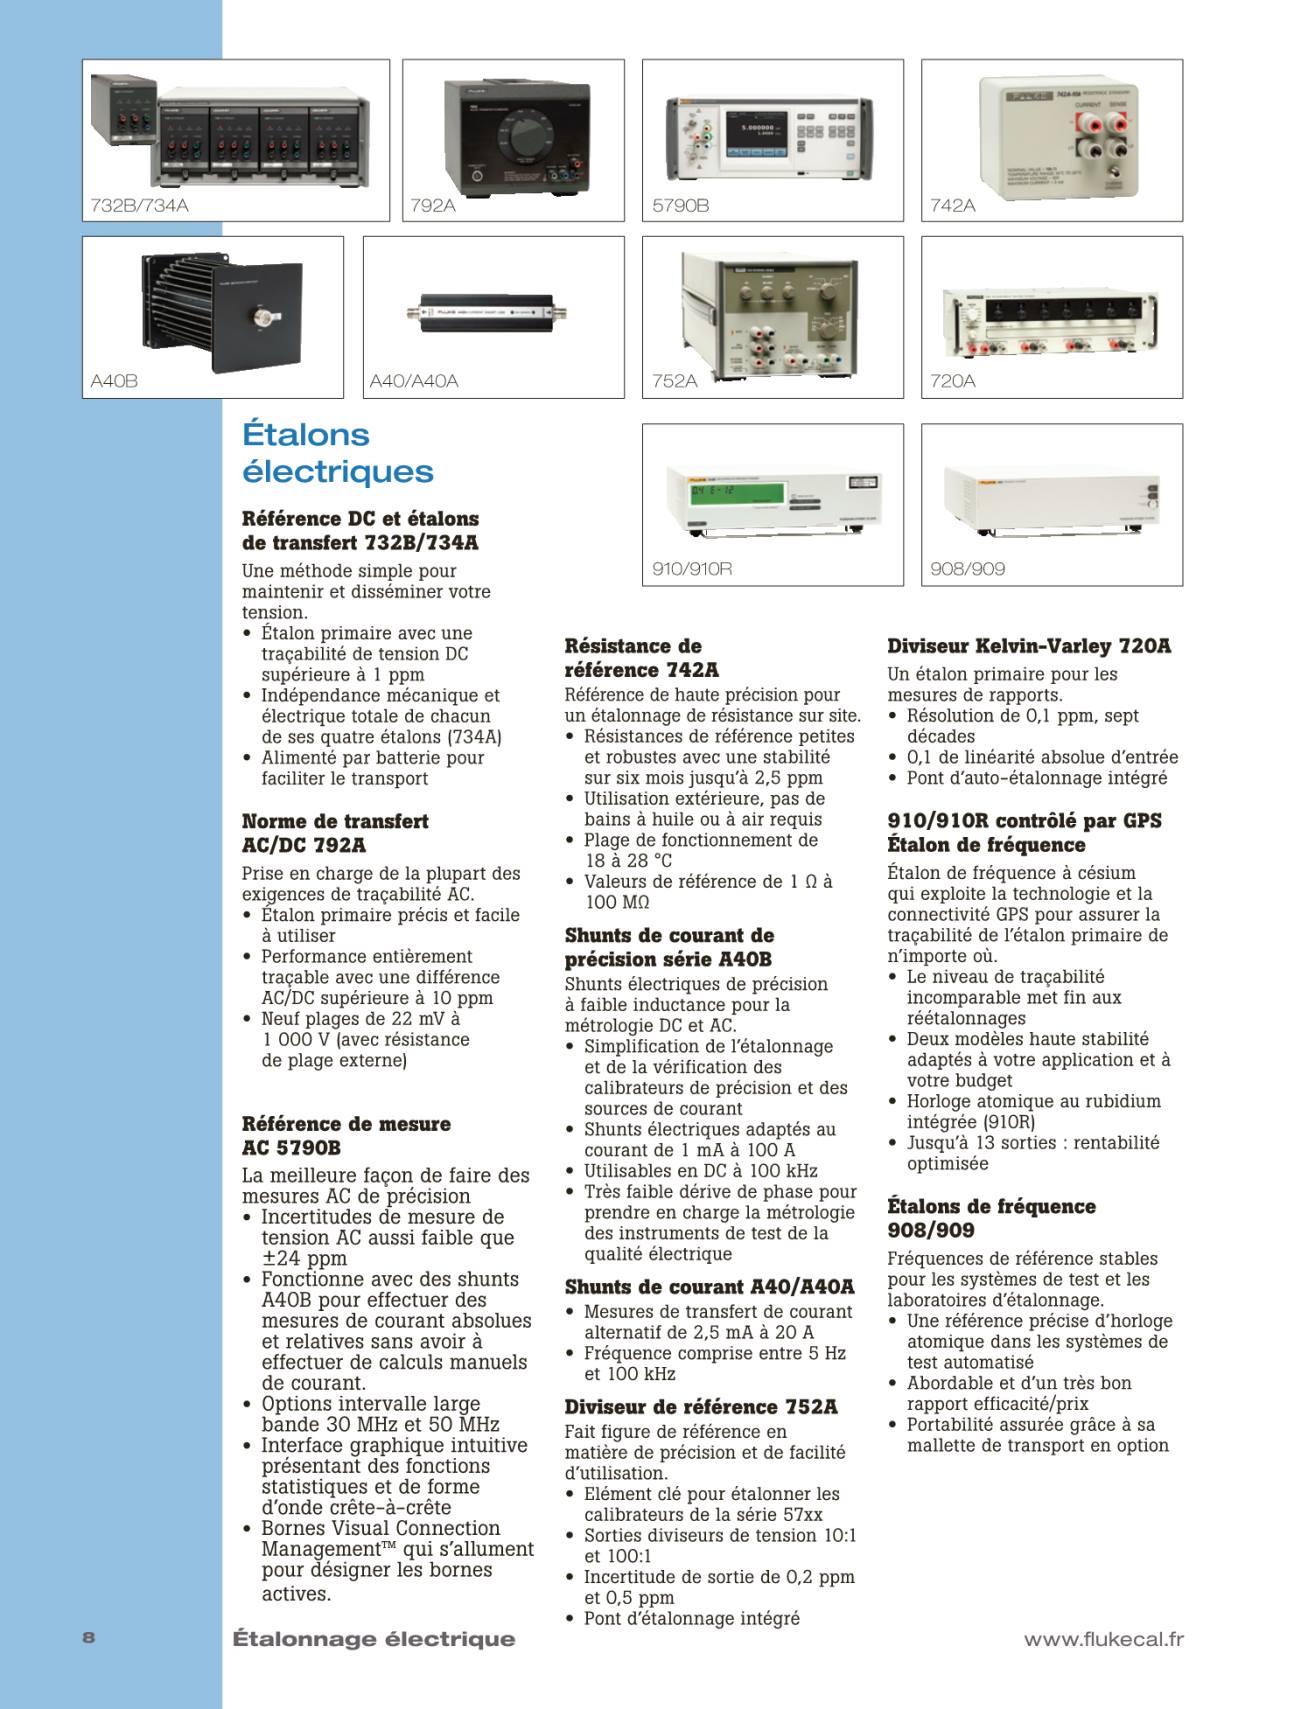 732B/734A
792A
5790B
742A
A40B
A40/A40A
752A
720A
910/910R
908/909
Étalons
électriques
Référence DC et étalons
de transfert 732B/734A
Une méthode simple pour
maintenir et disséminer votre
tension.
• Étalon primaire avec une
traçabilité de tension DC
supérieure à 1 ppm
• Indépendance mécanique et
électrique totale de chacun
de ses quatre étalons (734A)
• Alimenté par batterie pour
faciliter le transport
Norme de transfert
AC/DC 792A
Prise en charge de la plupart des
exigences de traçabilité AC.
• Étalon primaire précis et facile
à utiliser
• Performance entièrement
traçable avec une différence
AC/DC supérieure à 10 ppm
• Neuf plages de 22 mV à
1 000 V (avec résistance
de plage externe)
Référence de mesure
AC 5790B
La meilleure façon de faire des
mesures AC de précision
• Incertitudes de mesure de
tension AC aussi faible que
±24 ppm
• Fonctionne avec des shunts
A40B pour effectuer des
mesures de courant absolues
et relatives sans avoir à
effectuer de calculs manuels
de courant.
• Options intervalle large
bande 30 MHz et 50 MHz
• Interface graphique intuitive
présentant des fonctions
statistiques et de forme
d’onde crête-à-crête
• Bornes Visual Connection
Management™ qui s’allument
pour désigner les bornes
actives.
Résistance de
référence 742A
Référence de haute précision pour
un étalonnage de résistance sur site.
• Résistances de référence petites
et robustes avec une stabilité
sur six mois jusqu’à 2,5 ppm
• Utilisation extérieure, pas de
bains à huile ou à air requis
• Plage de fonctionnement de
18 à 28 °C
• Valeurs de référence de 1 Ω à
100 MΩ
Shunts de courant de
précision série A40B
Shunts électriques de précision
à faible inductance pour la
métrologie DC et AC.
• Simplification de l’étalonnage
et de la vérification des
calibrateurs de précision et des
sources de courant
• Shunts électriques adaptés au
courant de 1 mA à 100 A
• Utilisables en DC à 100 kHz
• Très faible dérive de phase pour
prendre en charge la métrologie
des instruments de test de la
qualité électrique
Shunts de courant A40/A40A
• Mesures de transfert de courant
alternatif de 2,5 mA à 20 A
• Fréquence comprise entre 5 Hz
et 100 kHz
Diviseur de référence 752A
Fait figure de référence en
matière de précision et de facilité
d’utilisation.
• Elément clé pour étalonner les
calibrateurs de la série 57xx
• Sorties diviseurs de tension 10:1
et 100:1
• Incertitude de sortie de 0,2 ppm
et 0,5 ppm
• Pont d’étalonnage intégré
Diviseur Kelvin-Varley 720A
Un étalon primaire pour les
mesures de rapports.
• Résolution de 0,1 ppm, sept
décades
• 0,1 de linéarité absolue d’entrée
• Pont d’auto-étalonnage intégré
910/910R contrôlé par GPS
Étalon de fréquence
Étalon de fréquence à césium
qui exploite la technologie et la
connectivité GPS pour assurer la
traçabilité de l’étalon primaire de
n’importe où.
• Le niveau de traçabilité
incomparable met fin aux
réétalonnages
• Deux modèles haute stabilité
adaptés à votre application et à
votre budget
• Horloge atomique au rubidium
intégrée (910R)
• Jusqu’à 13 sorties : rentabilité
optimisée
Étalons de fréquence
908/909
Fréquences de référence stables
pour les systèmes de test et les
laboratoires d’étalonnage.
• Une référence précise d’horloge
atomique dans les systèmes de
test automatisé
• Abordable et d’un très bon
rapport efficacité/prix
• Portabilité assurée grâce à sa
mallette de transport en option
8
Étalonnage électrique
www.flukecal.fr